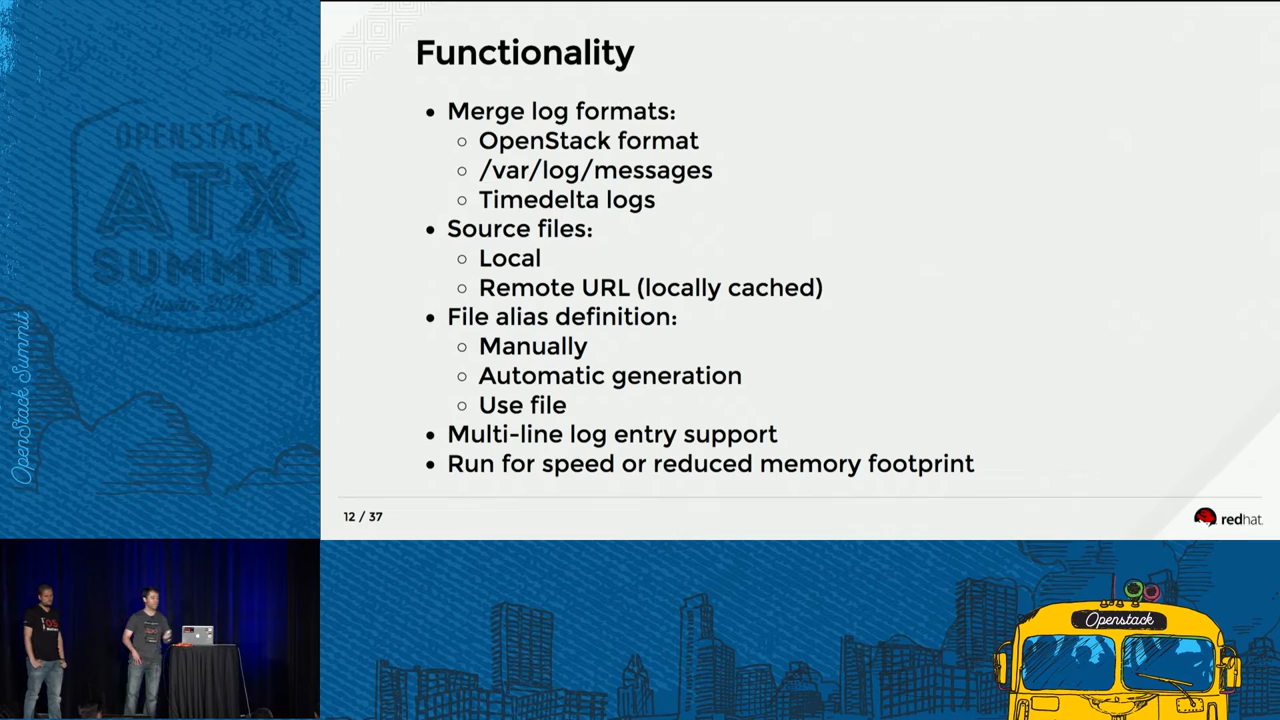 Functionality
• Merge log formats:
○ OpenStack format
○ /var/log/messages
○ Timedelta logs
• Source files:
○ Local
○ Remote URL (locally cached)
• File alias definition:
○ Manually
○ Automatic generation
○ Use file
• Multi-line log entry support
• Run for speed or reduced memory footprint
12 / 37
redhat.
OPENSTACK
ATX
SUMMIT
OpenStack Summit
Openstack